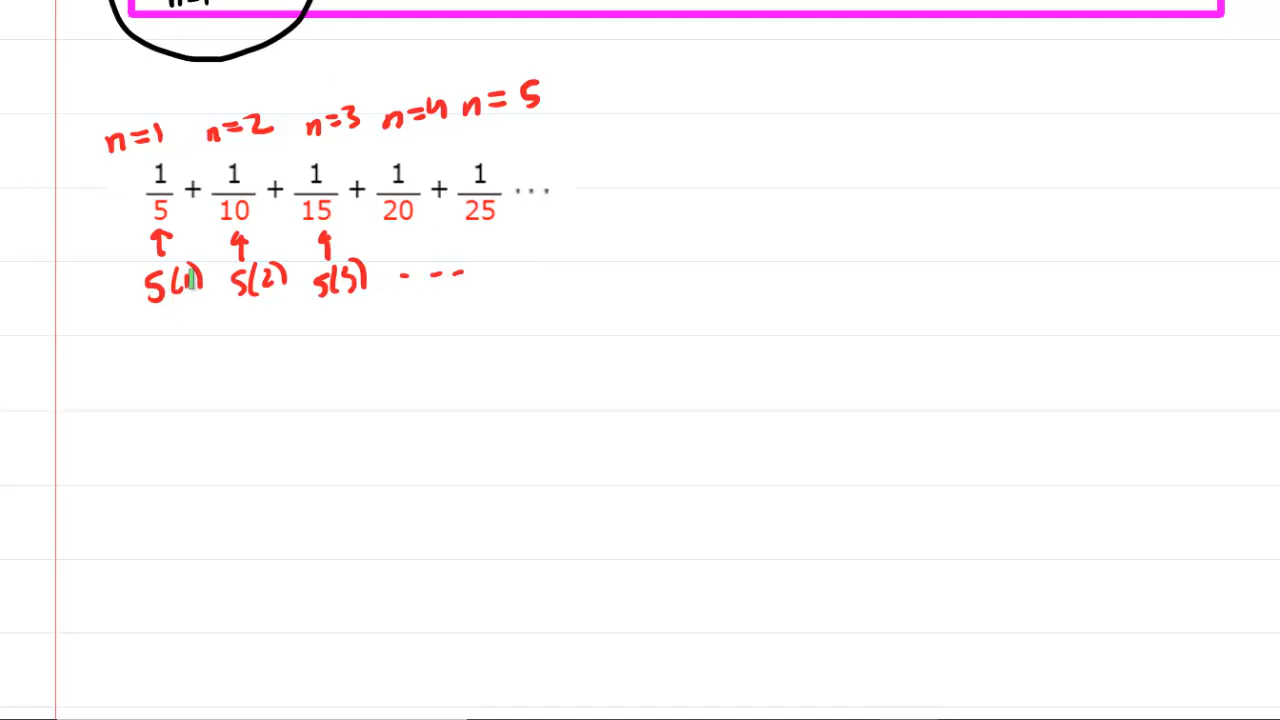 n=1 n=2 n=3 n=4 n=5
1/5 + 1/10 + 1/15 + 1/20 + 1/25 ...
5(1) 5(2) 5(3) ...